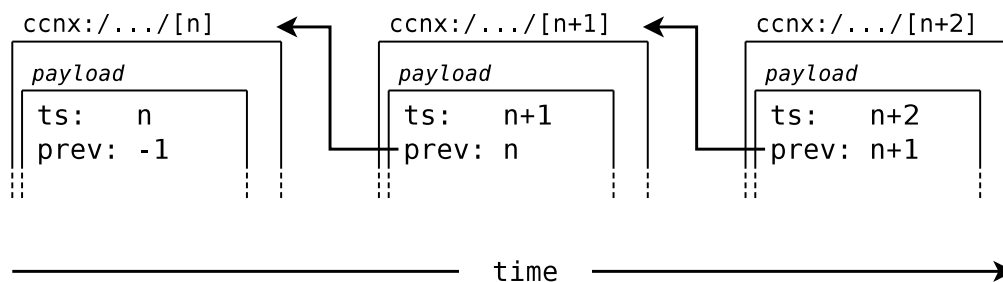 ccnx:/.../[n]
payload
ts: n
prev: -1
ccnx:/.../[n+1]
payload
ts: n+1
prev: n
ccnx:/.../[n+2]
payload
ts: n+2
prev: n+1
time